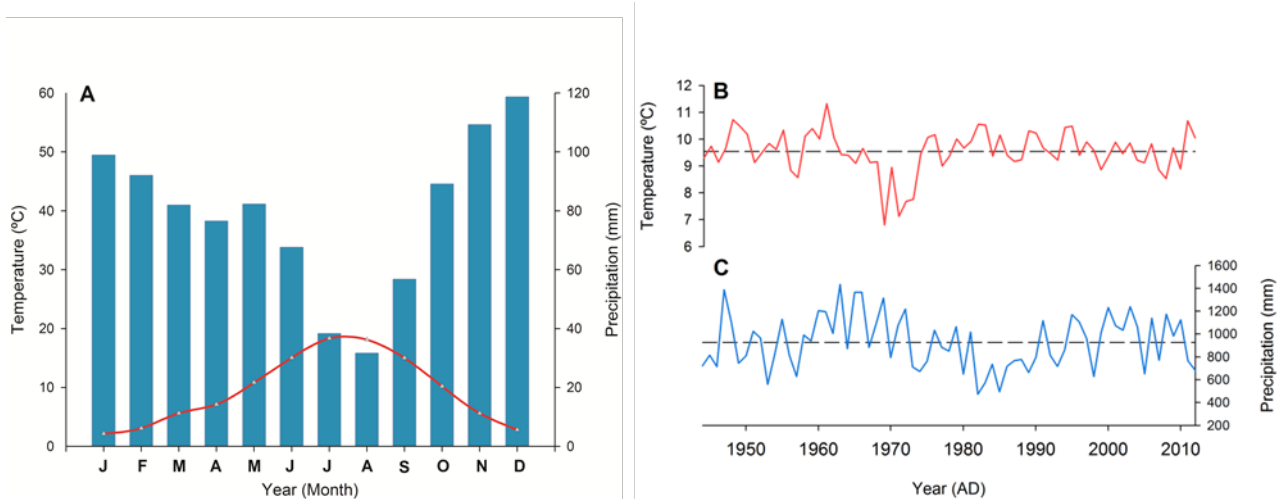 A
60
50
40
30
20
10
0
Temperature (ºC)
120
100
80
60
40
20
0
Precipitation (mm)
J F M A M J J A S O N D
Year (Month)
B
12
11
10
9
8
7
6
Temperature (ºC)
C
1600
1400
1200
1000
800
600
400
200
Precipitation (mm)
1950 1960 1970 1980 1990 2000 2010
Year (AD)